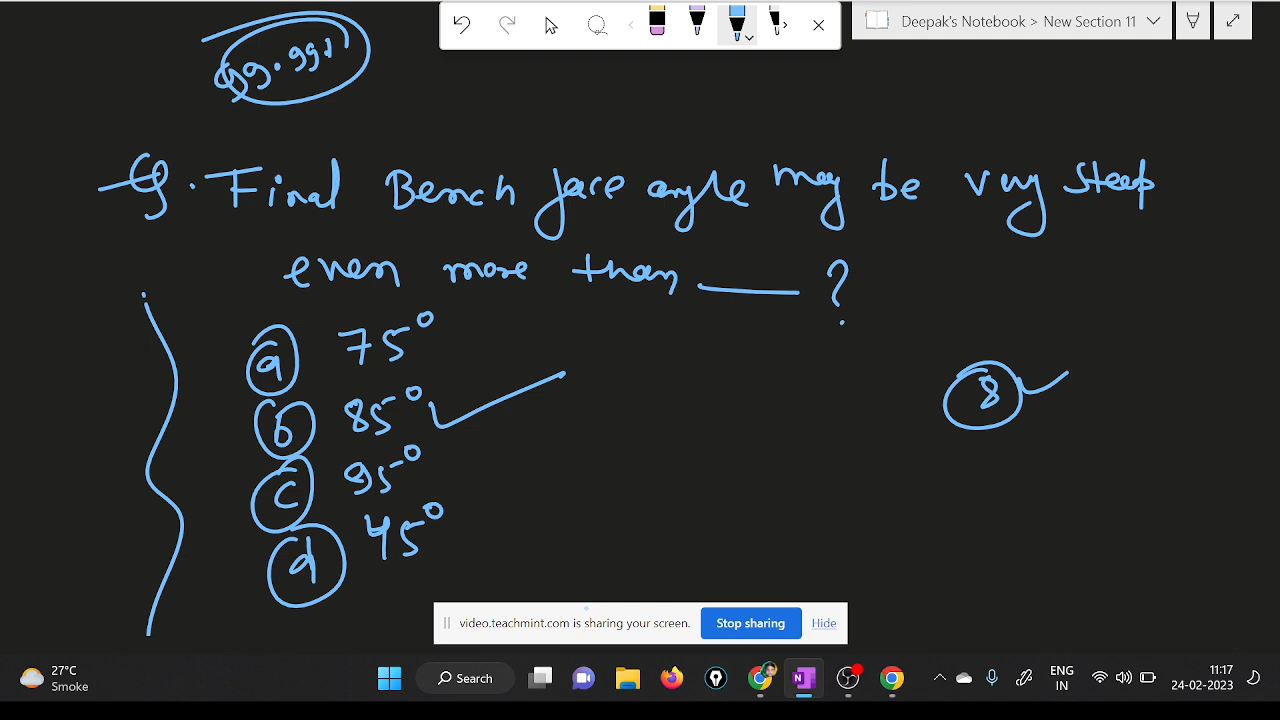 Deepak's Notebook > New Section 11
99.991
Q. Final Bench face angle may be very steep
even more than ____ ?
a 75°
b 85°
c 95°
d 45°
8
video.teachmint.com is sharing your screen. Stop sharing Hide
27°C
Smoke
Search
ENG
IN
11:17
24-02-2023